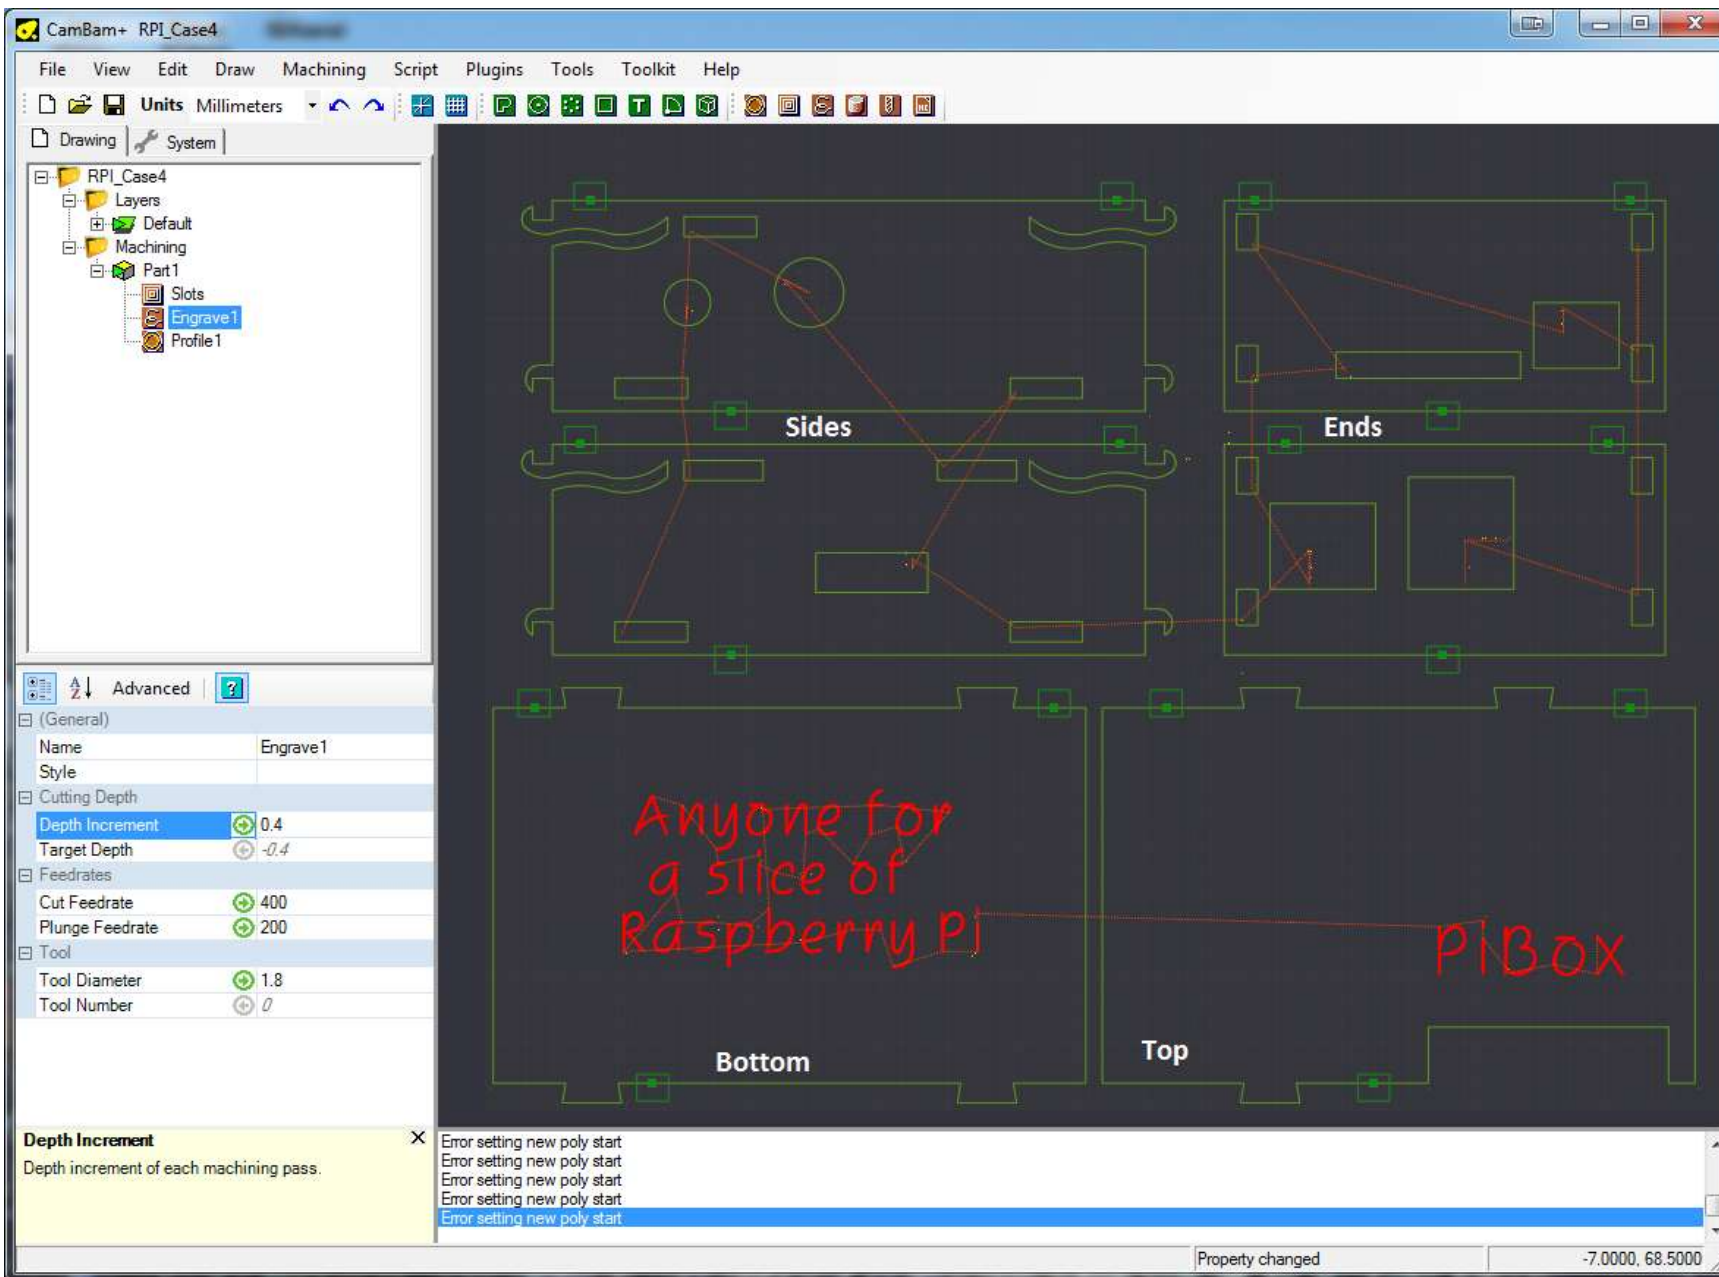 CamBam+ RPI_Case4
File View Edit Draw Machining Script Plugins Tools Toolkit Help
Units Millimeters
Drawing System
RPI_Case4
Layers
Default
Machining
Part1
Slots
Engrave1
Profile1
Advanced
(General)
Name Engrave1
Style
Cutting Depth
Depth Increment 0.4
Target Depth -0.4
Feedrates
Cut Feedrate 400
Plunge Feedrate 200
Tool
Tool Diameter 1.8
Tool Number 0
Depth Increment
Depth increment of each machining pass.
Sides
Ends
Anyone for
a slice of
Raspberry Pi
PiBox
Bottom
Top
Error setting new poly start
Error setting new poly start
Error setting new poly start
Error setting new poly start
Error setting new poly start
Property changed -7.0000, 68.5000